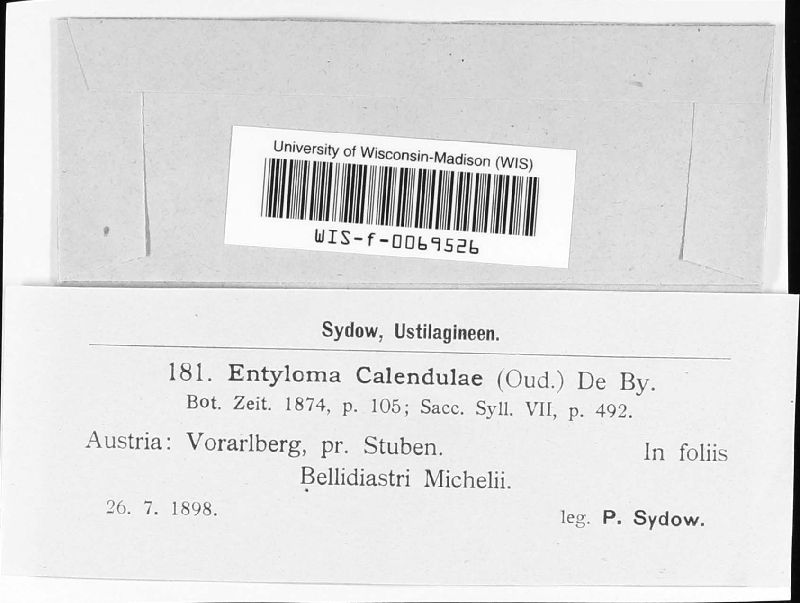 University of Wisconsin-Madison (WIS)
WIS-f-0069526
Sydow, Ustilagineen.
181. Entyloma Calendulae (Oud.) De By.
Bot. Zeit. 1874, p. 105; Sacc. Syll. VII, p. 492.
Austria: Vorarlberg, pr. Stuben. In foliis
Bellidiastri Michelii.
26. 7. 1898. leg. P. Sydow.